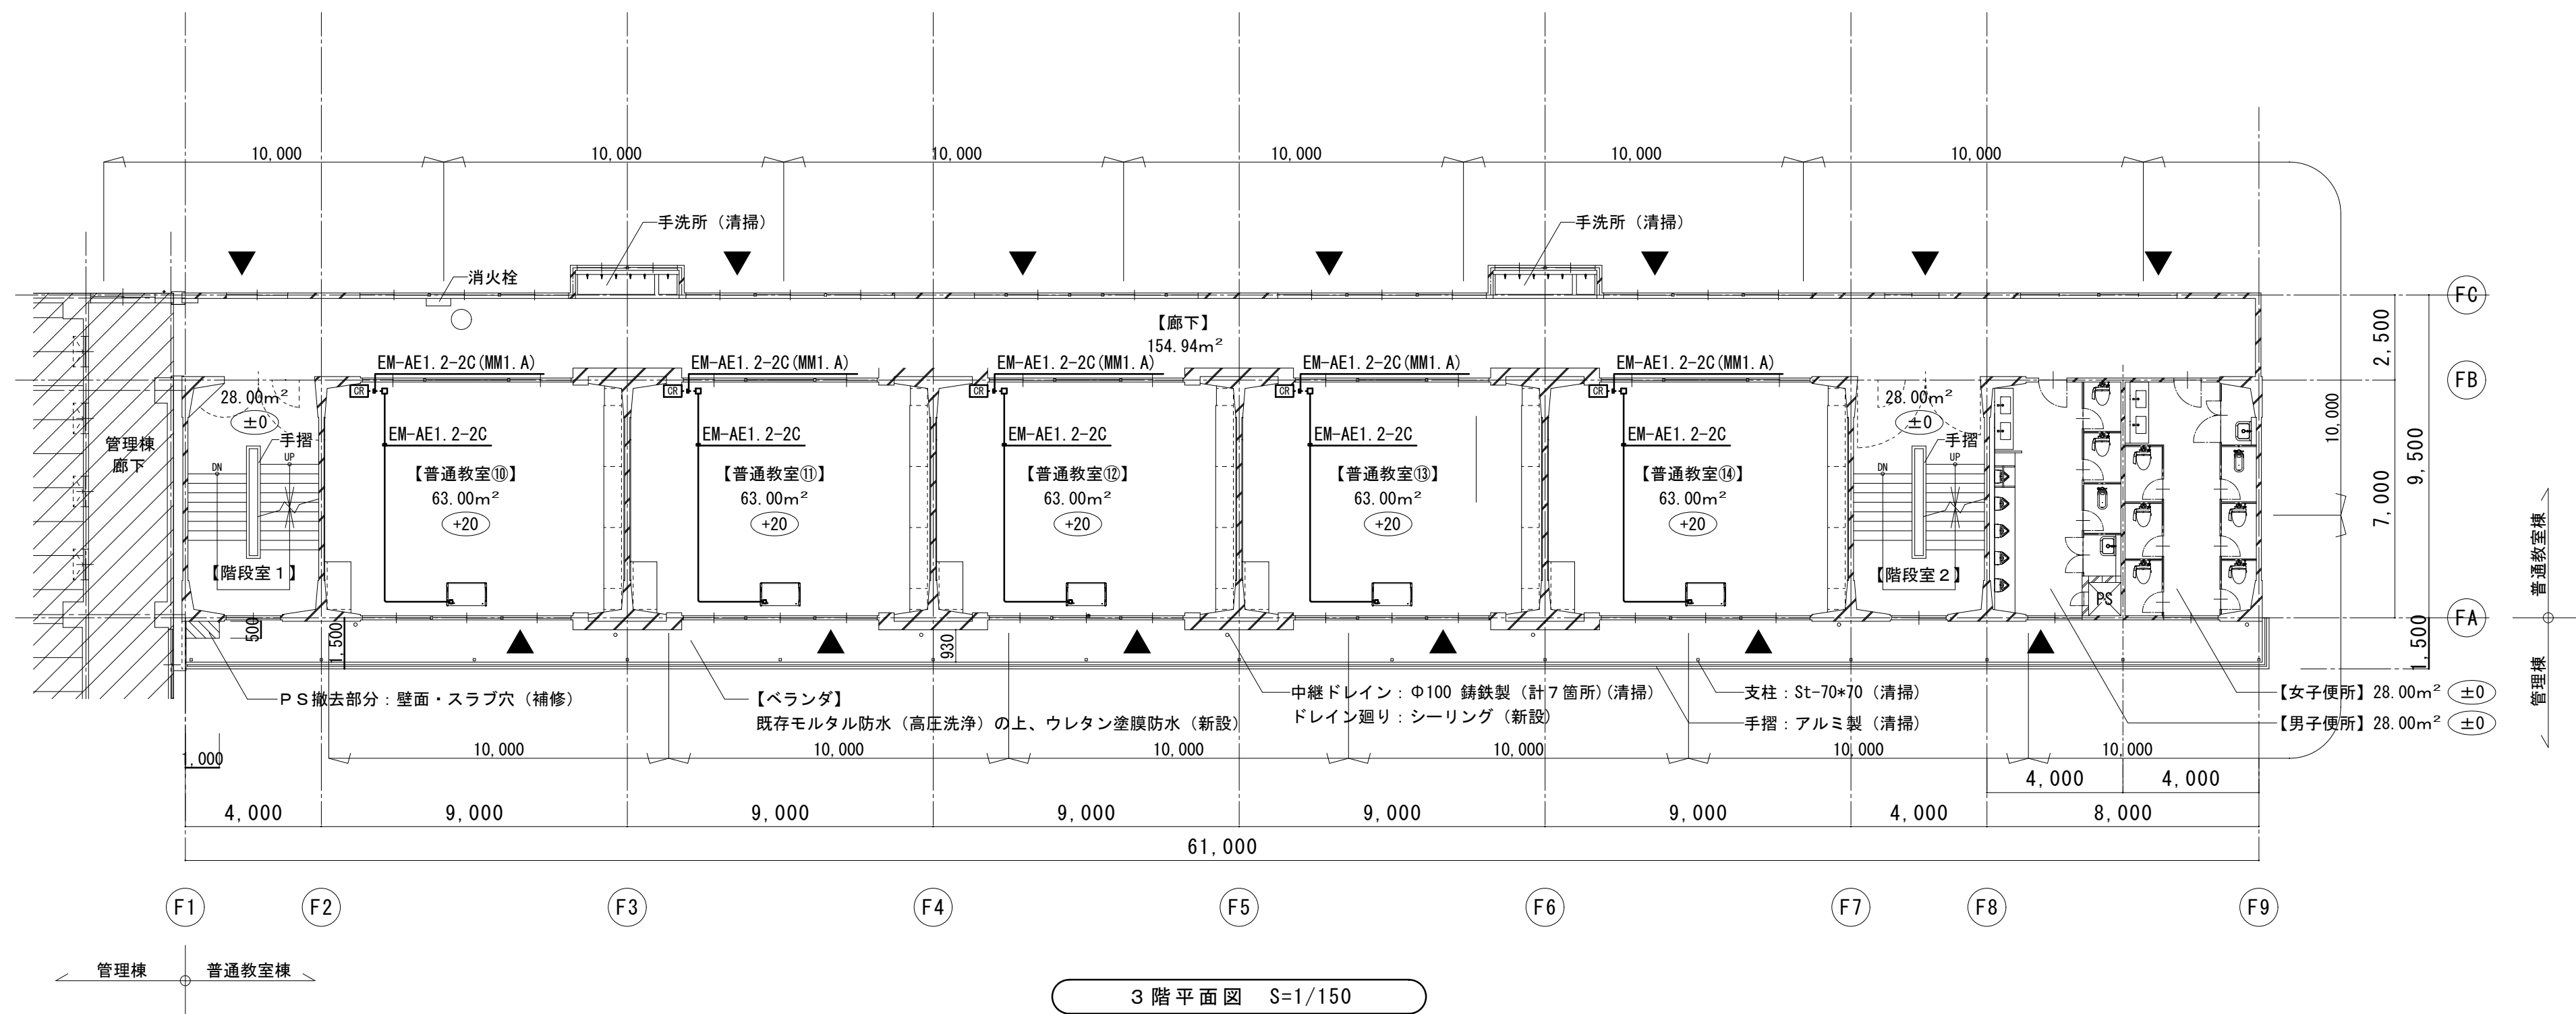 10,000
10,000
10,000
10,000
10,000
10,000
手洗所（清掃）
手洗所（清掃）
消火栓
FC
【廊下】
154.94m²
2,500
EM-AE1.2-2C(MM1.A)
EM-AE1.2-2C(MM1.A)
EM-AE1.2-2C(MM1.A)
EM-AE1.2-2C(MM1.A)
EM-AE1.2-2C(MM1.A)
FB
CR
CR
CR
CR
CR
28.00m²
±0
28.00m²
±0
手摺
手摺
管理棟
廊下
EM-AE1.2-2C
EM-AE1.2-2C
EM-AE1.2-2C
EM-AE1.2-2C
EM-AE1.2-2C
10,000
9,500
7,000
DN
UP
DN
UP
【普通教室⑩】
63.00m²
+20
【普通教室⑪】
63.00m²
+20
【普通教室⑫】
63.00m²
+20
【普通教室⑬】
63.00m²
+20
【普通教室⑭】
63.00m²
+20
【階段室１】
【階段室２】
PS
普通教室棟
管理棟
FA
500
1,500
930
1,500
ＰＳ撤去部分：壁面・スラブ穴（補修）
【ベランダ】
既存モルタル防水（高圧洗浄）の上、ウレタン塗膜防水（新設）
中継ドレイン：Φ100 鋳鉄製（計７箇所)(清掃）
ドレイン廻り：シーリング（新設）
支柱：St-70*70（清掃）
手摺：アルミ製（清掃）
【女子便所】28.00m² ±0
【男子便所】28.00m² ±0
10,000
10,000
10,000
10,000
10,000
10,000
1,000
4,000
4,000
4,000
9,000
9,000
9,000
9,000
9,000
4,000
8,000
61,000
F1
F2
F3
F4
F5
F6
F7
F8
F9
管理棟
普通教室棟
３階平面図　S=1/150